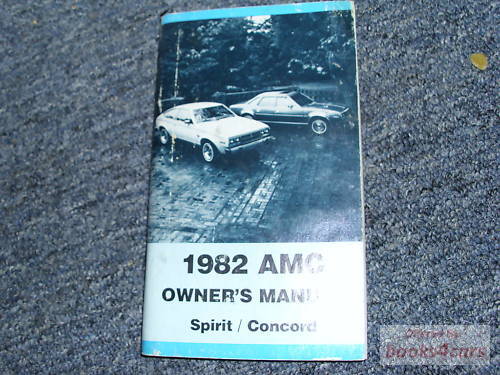 1982 AMC
OWNER'S MANU
Spirit / Concord
books4cars